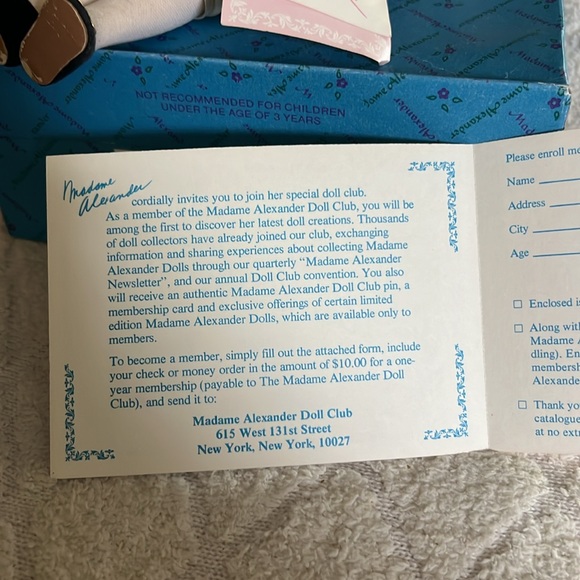 NOT RECOMMENDED FOR CHILDREN
UNDER THE AGE OF 3 YEARS
Madame Alexander
cordially invites you to join her special doll club.
As a member of the Madame Alexander Doll Club, you will be
among the first to discover her latest doll creations. Thousands
of doll collectors have already joined our club, exchanging
information and sharing experiences about collecting Madame
Alexander Dolls through our quarterly "Madame Alexander
Newsletter", and our annual Doll Club convention. You also
will receive an authentic Madame Alexander Doll Club pin, a
membership card and exclusive offerings of certain limited
edition Madame Alexander Dolls, which are available only to
members.
To become a member, simply fill out the attached form, include
your check or money order in the amount of $10.00 for a one-
year membership (payable to The Madame Alexander Doll
Club), and send it to:
Madame Alexander Doll Club
615 West 131st Street
New York, New York, 10027
Please enroll me
Name
Address
City
Age
Enclosed is
Along with
Madame A
dling). En
membersh
Alexande
Thank yo
catalogue
at no extr